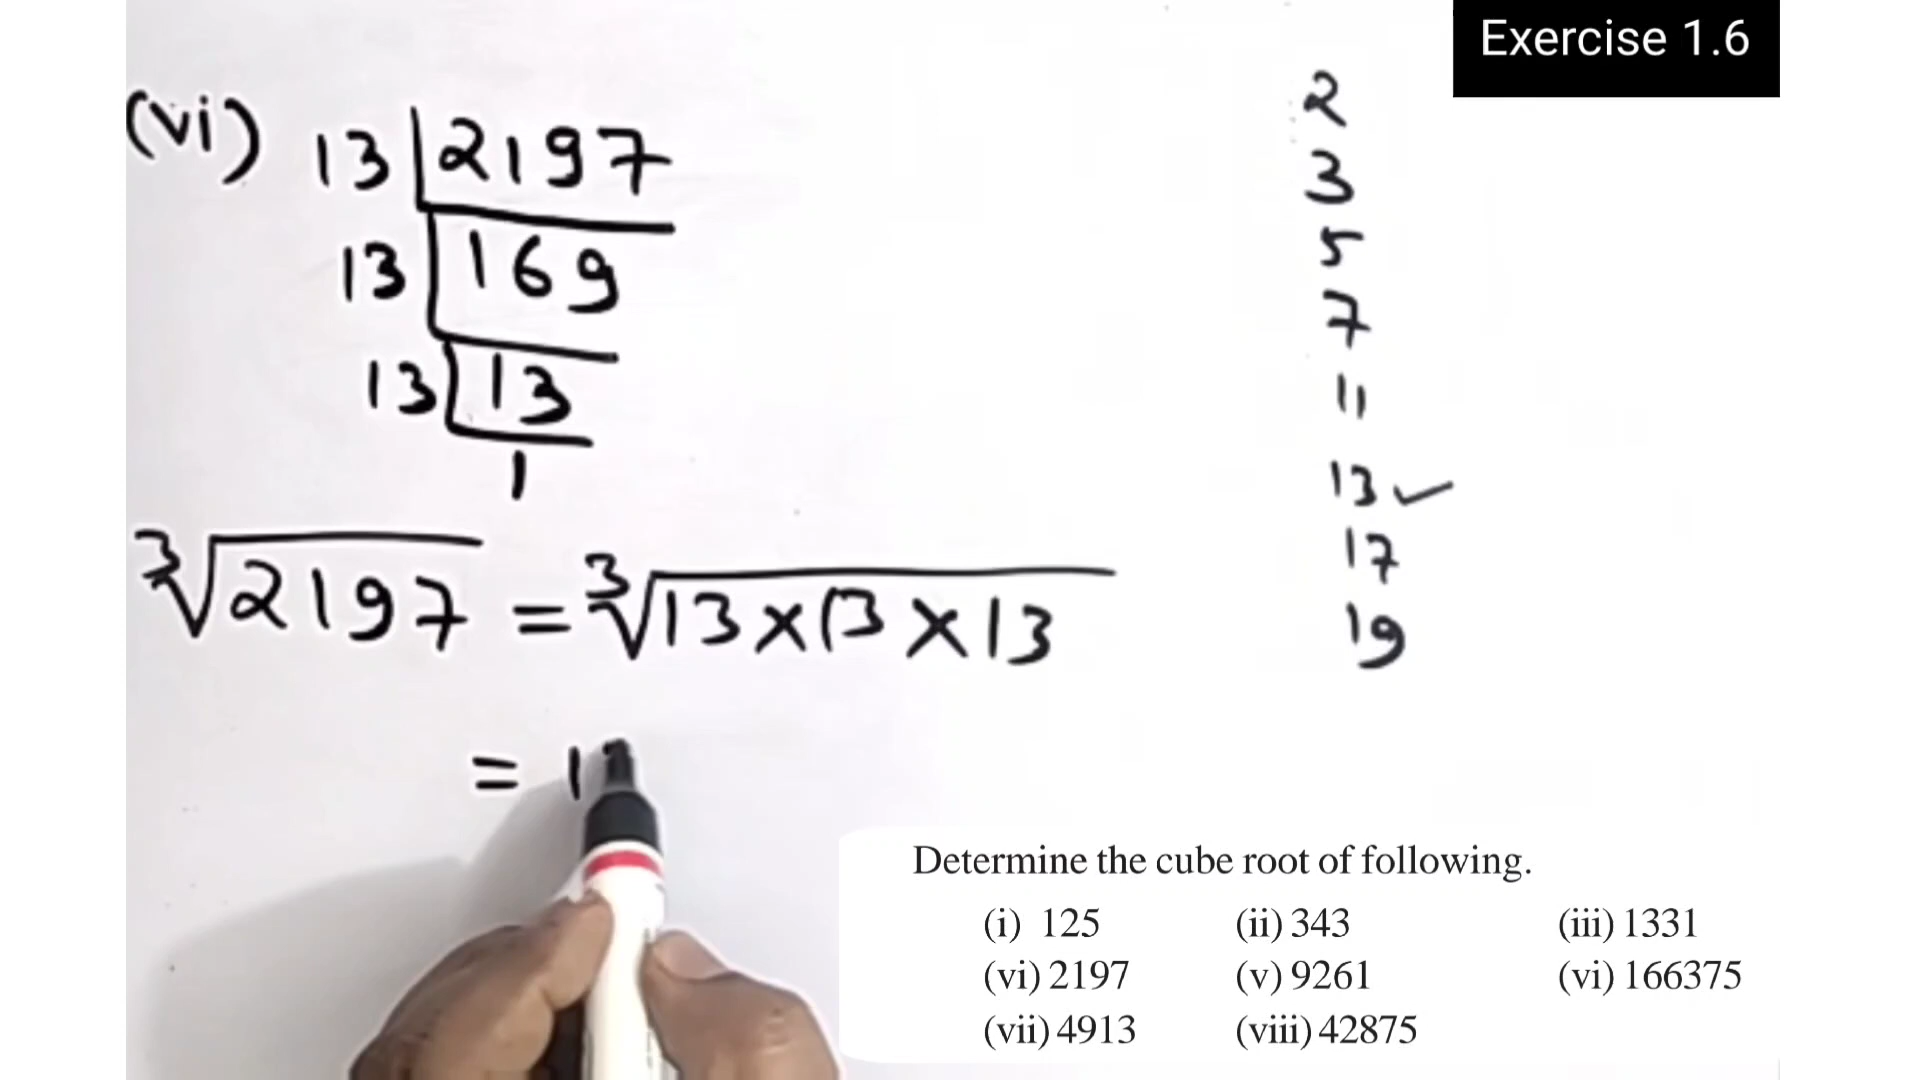 Exercise 1.6
(vi) 13 | 2197
13 | 169
13 | 13
1
∛2197 = ∛13×13×13
= 1
2
3
5
7
11
13 ✓
17
19
Determine the cube root of following.
(i) 125 (ii) 343 (iii) 1331
(vi) 2197 (v) 9261 (vi) 166375
(vii) 4913 (viii) 42875